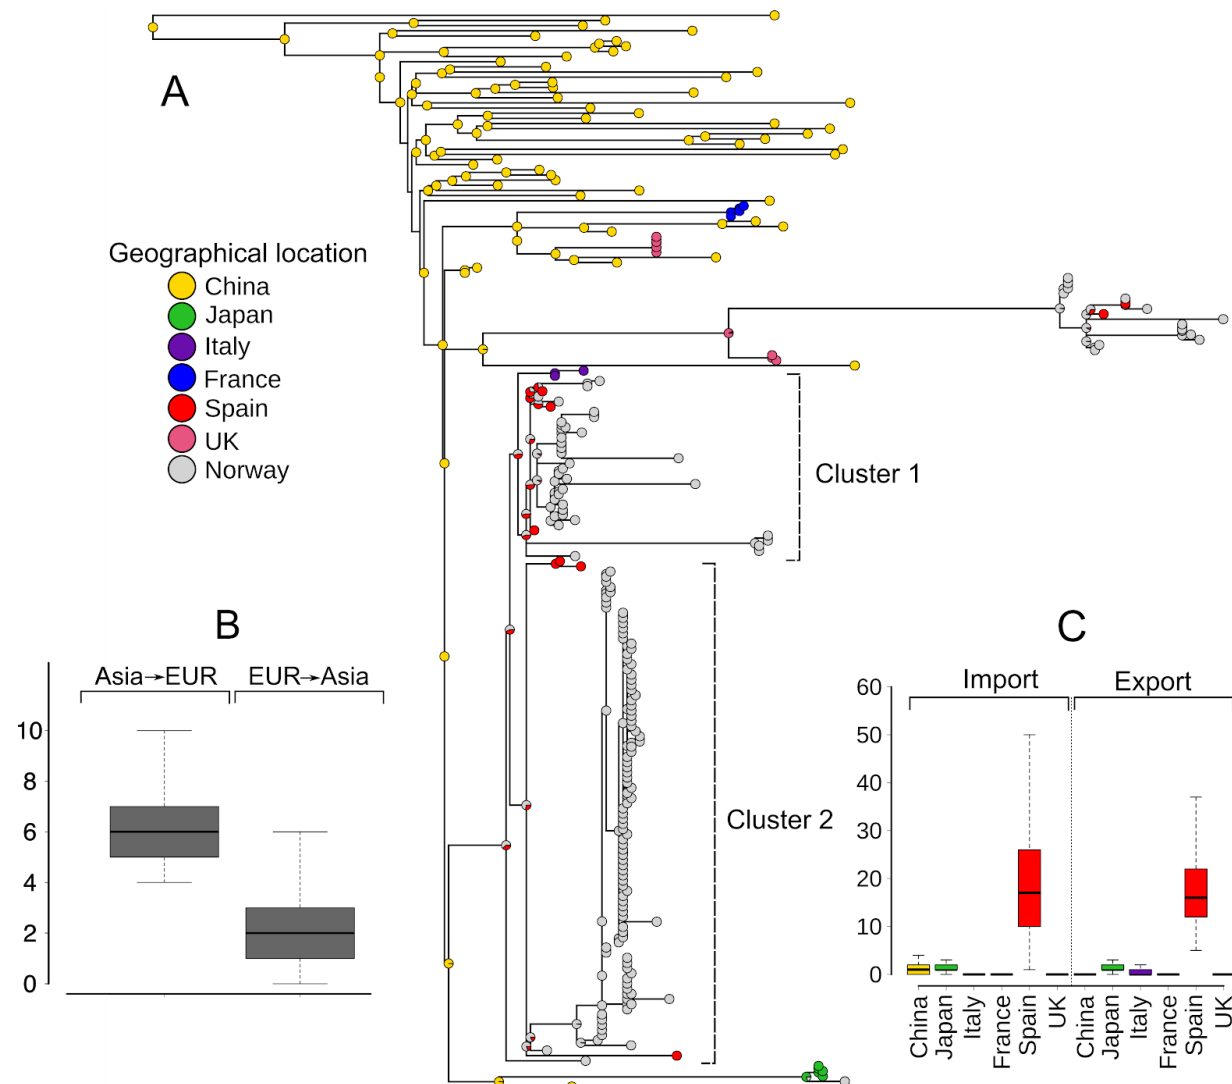 A
Geographical location
China
Japan
Italy
France
Spain
UK
Norway
Cluster 1
Cluster 2
B
Asia→EUR
EUR→Asia
10
8
6
4
2
0
C
Import
Export
60
50
40
30
20
10
0
China
Japan
Italy
France
Spain
UK
China
Japan
Italy
France
Spain
UK